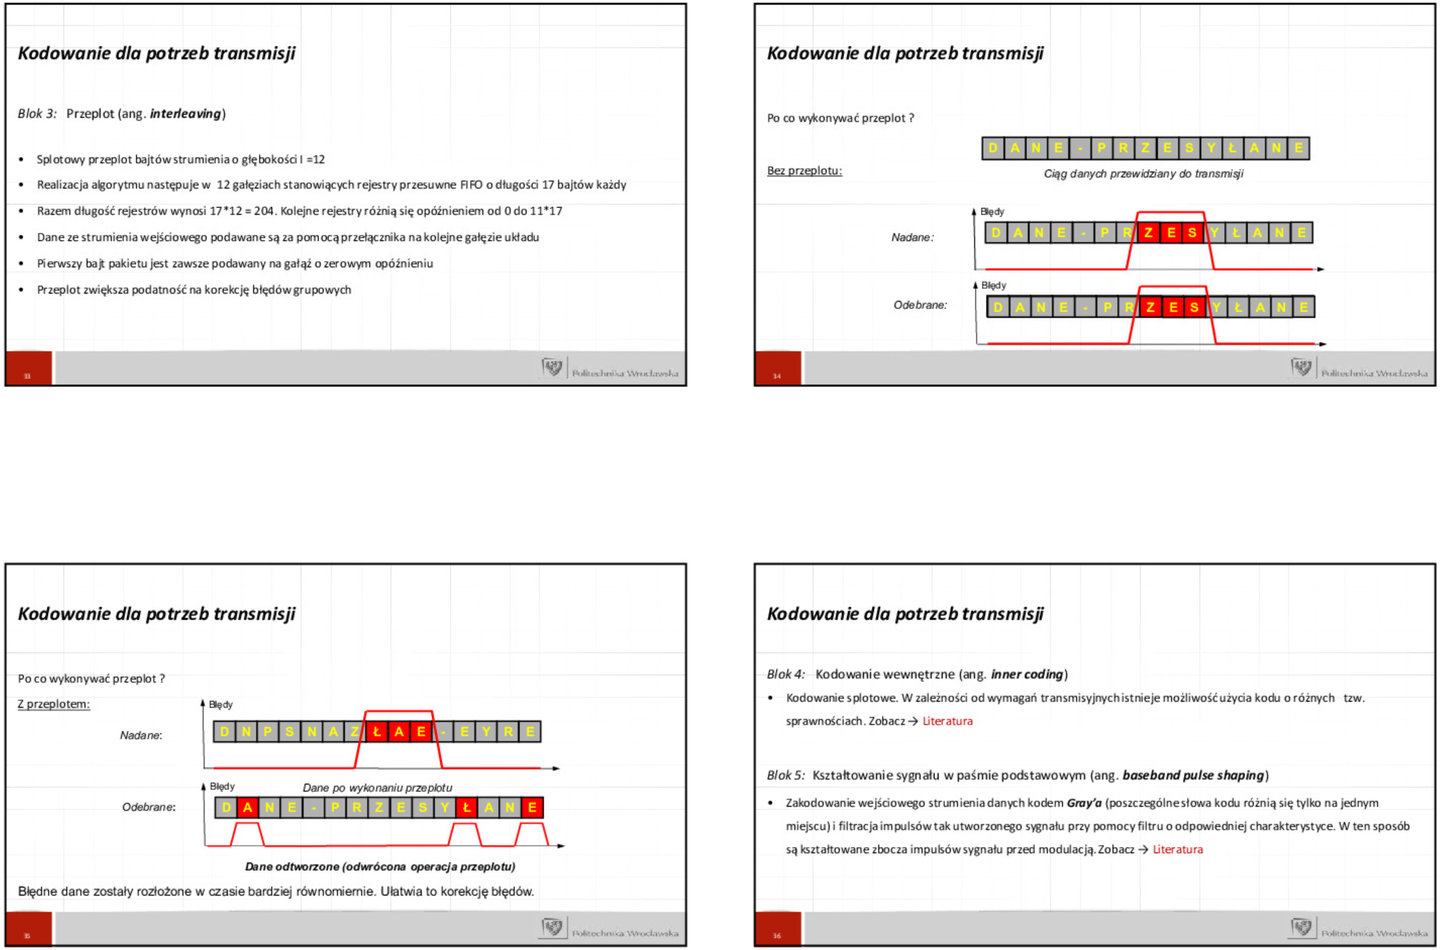 Kodowanie dla potrzeb transmisji
Blok 3: Przeplot (ang. interleaving)
• Splotowy przeplot bajtów strumienia o głębokości I =12
• Realizacja algorytmu następuje w 12 gałęziach stanowiących rejestry przesuwne FIFO o długości 17 bajtów każdy
• Razem długość rejestrów wynosi 17*12 = 204. Kolejne rejestry różnią się opóźnieniem od 0 do 11*17
• Dane ze strumienia wejściowego podawane są za pomocą przełącznika na kolejne gałęzie układu
• Pierwszy bajt pakietu jest zawsze podawany na gałąź o zerowym opóźnieniu
• Przeplot zwiększa podatność na korekcję błędów grupowych
33
Politechnika Wrocławska
Kodowanie dla potrzeb transmisji
Po co wykonywać przeplot ?
D A N E - P R Z E S Y Ł A N E
Bez przeplotu:
Ciąg danych przewidziany do transmisji
Błędy
Nadane:
D A N E - P R Z E S Y Ł A N E
Błędy
Odebrane:
D A N E - P R Z E S Y Ł A N E
34
Politechnika Wrocławska
Kodowanie dla potrzeb transmisji
Po co wykonywać przeplot ?
Z przeplotem:
Błędy
Nadane:
D N P S N A Z Ł A E - E Y R E
Błędy
Dane po wykonaniu przeplotu
Odebrane:
D A N E - P R Z E S Y Ł A N E
Dane odtworzone (odwrócona operacja przeplotu)
Błędne dane zostały rozłożone w czasie bardziej równomiernie. Ułatwia to korekcję błędów.
35
Politechnika Wrocławska
Kodowanie dla potrzeb transmisji
Blok 4: Kodowanie wewnętrzne (ang. inner coding)
• Kodowanie splotowe. W zależności od wymagań transmisyjnych istnieje możliwość użycia kodu o różnych tzw.
sprawnościach. Zobacz → Literatura
Blok 5: Kształtowanie sygnału w paśmie podstawowym (ang. baseband pulse shaping)
• Zakodowanie wejściowego strumienia danych kodem Gray'a (poszczególne słowa kodu różnią się tylko na jednym
miejscu) i filtracja impulsów tak utworzonego sygnału przy pomocy filtru o odpowiedniej charakterystyce. W ten sposób
są kształtowane zbocza impulsów sygnału przed modulacją. Zobacz → Literatura
36
Politechnika Wrocławska